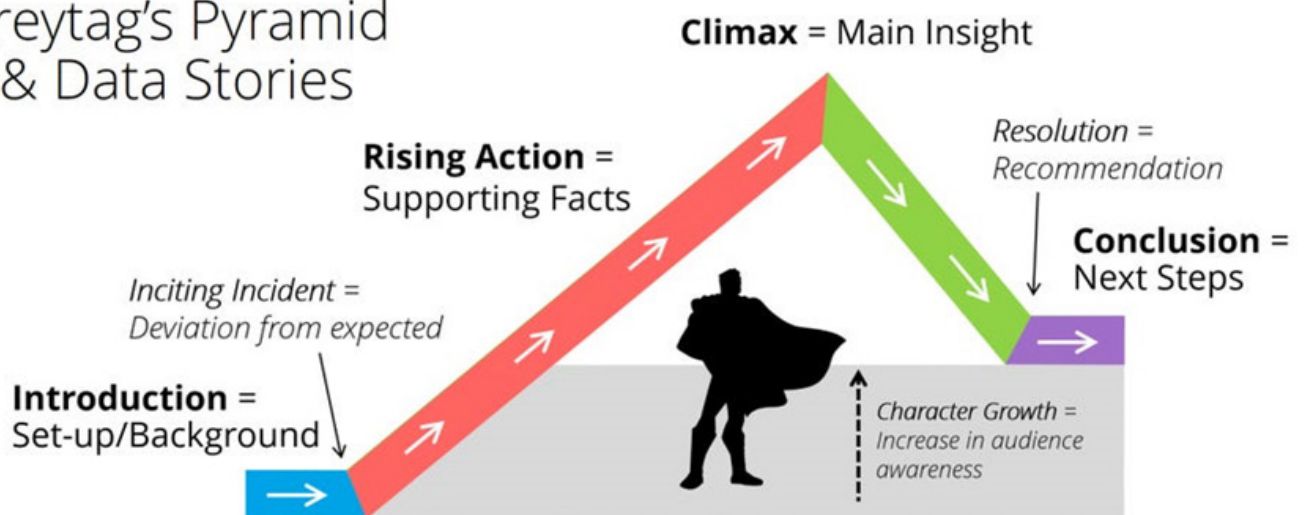 reytag's Pyramid
& Data Stories
Climax = Main Insight
Rising Action =
Supporting Facts
Resolution =
Recommendation
Conclusion =
Next Steps
Inciting Incident =
Deviation from expected
Introduction =
Set-up/Background
Character Growth =
Increase in audience
awareness